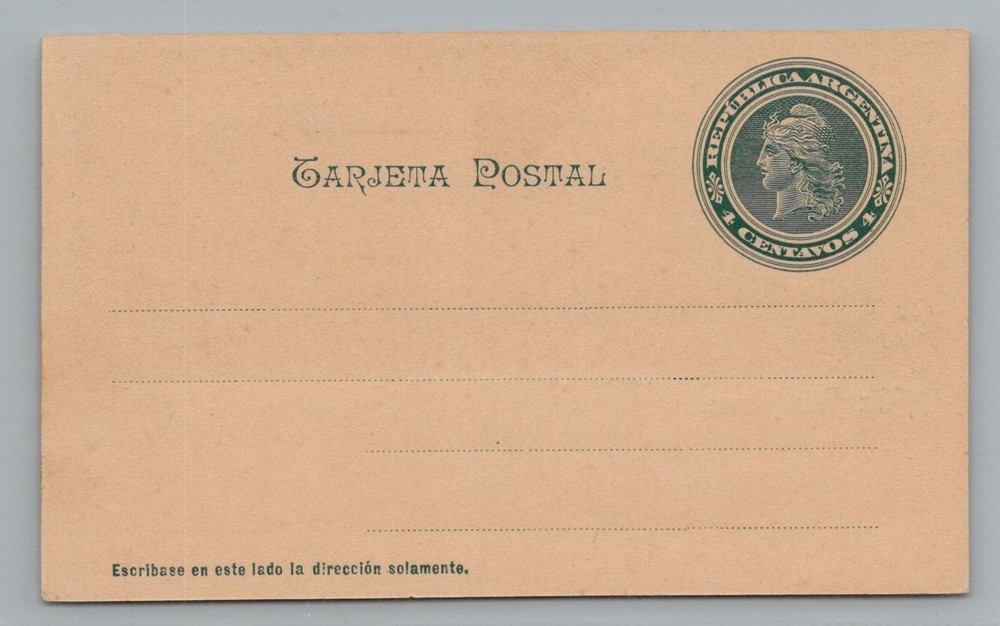 REPÚBLICA ARGENTINA
4 CENTAVOS 4
TARJETA POSTAL
Escríbase en este lado la dirección solamente.